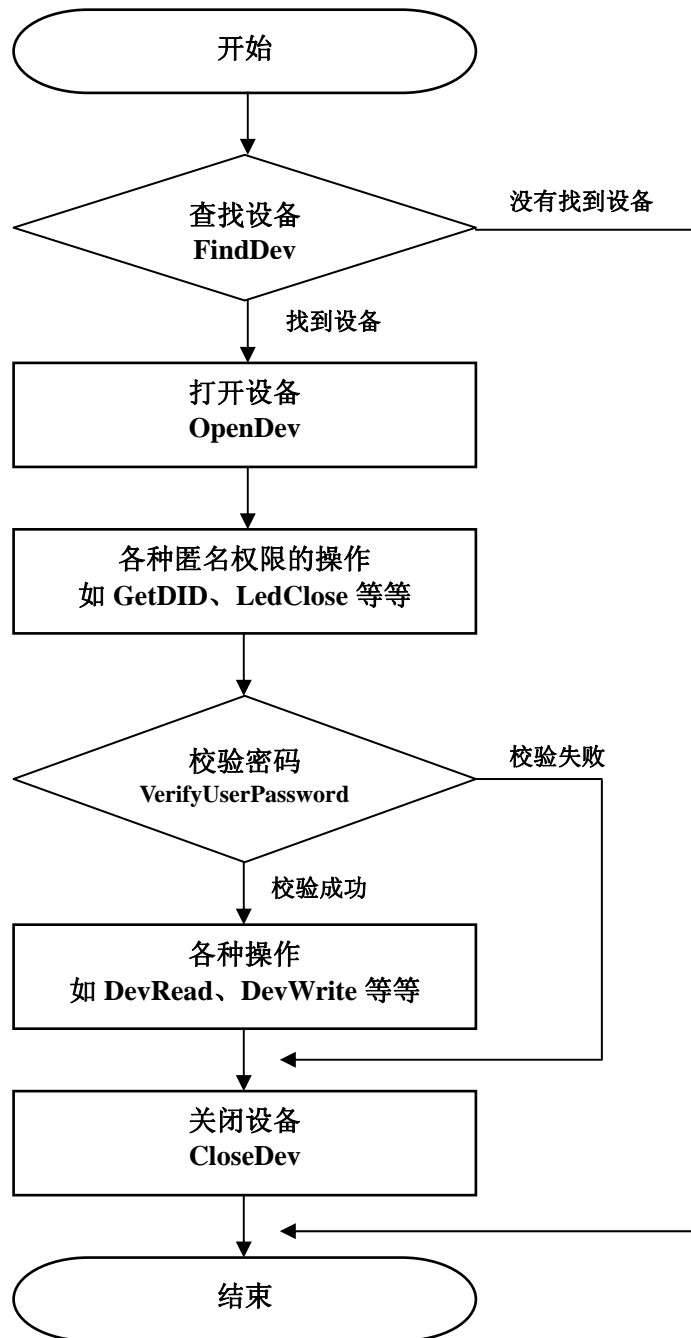 开始
没有找到设备
查找设备
FindDev
找到设备
打开设备
OpenDev
各种匿名权限的操作
如 GetDID、LedClose 等等
校验密码
VerifyUserPassword
校验失败
校验成功
各种操作
如 DevRead、DevWrite 等等
关闭设备
CloseDev
结束